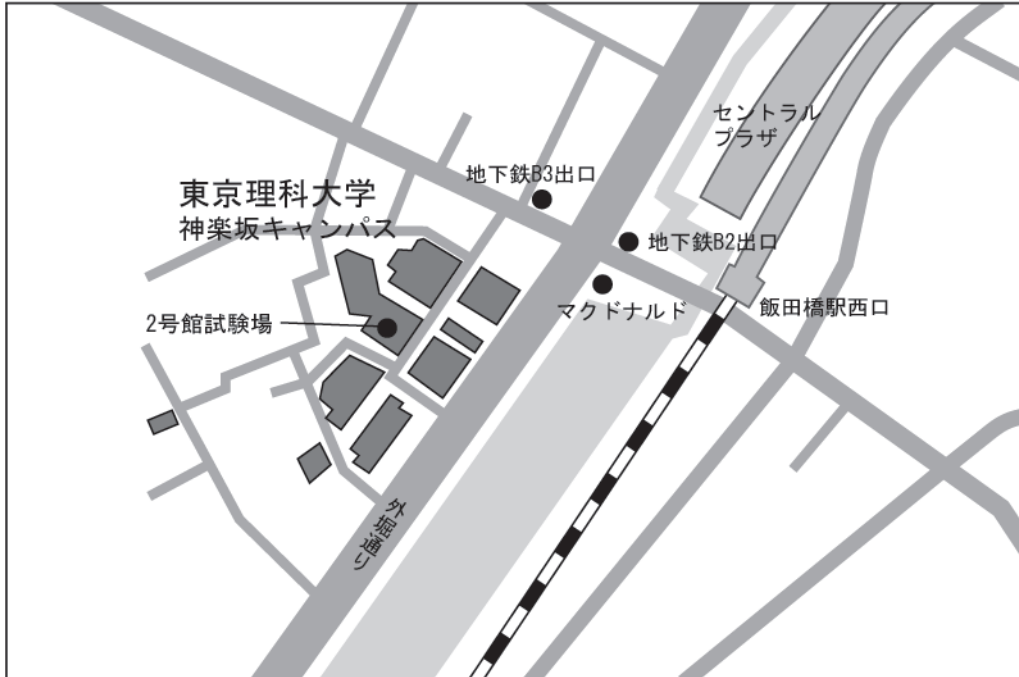 セントラル
プラザ
地下鉄B3出口
東京理科大学
神楽坂キャンパス
地下鉄B2出口
マクドナルド
飯田橋駅西口
2号館試験場
外堀通り